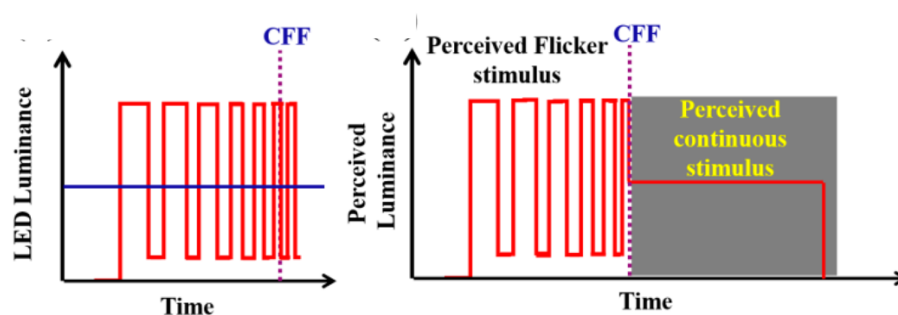 CFF
LED Luminance
Time
CFF
Perceived Flicker
stimulus
Perceived
continuous
stimulus
Perceived
Luminance
Time